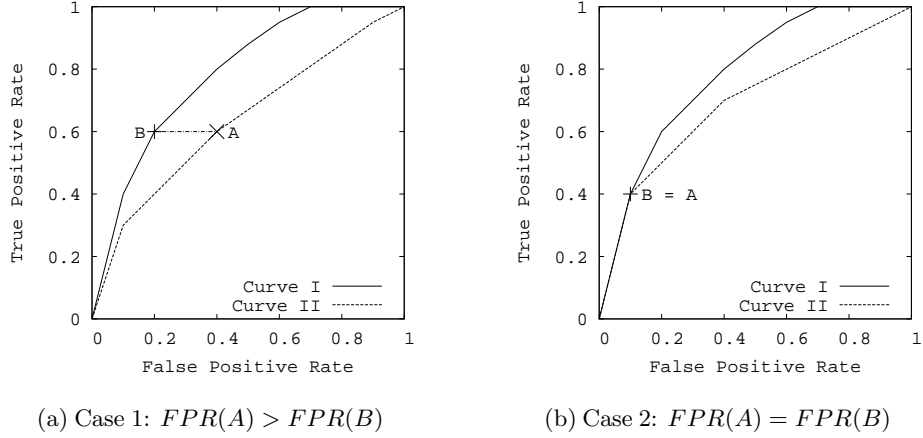 1
0.8
0.6
0.4
0.2
0
True Positive Rate
B
A
Curve I
Curve II
0 0.2 0.4 0.6 0.8 1
False Positive Rate
(a) Case 1: FPR(A) > FPR(B)
1
0.8
0.6
0.4
0.2
0
True Positive Rate
B = A
Curve I
Curve II
0 0.2 0.4 0.6 0.8 1
False Positive Rate
(b) Case 2: FPR(A) = FPR(B)